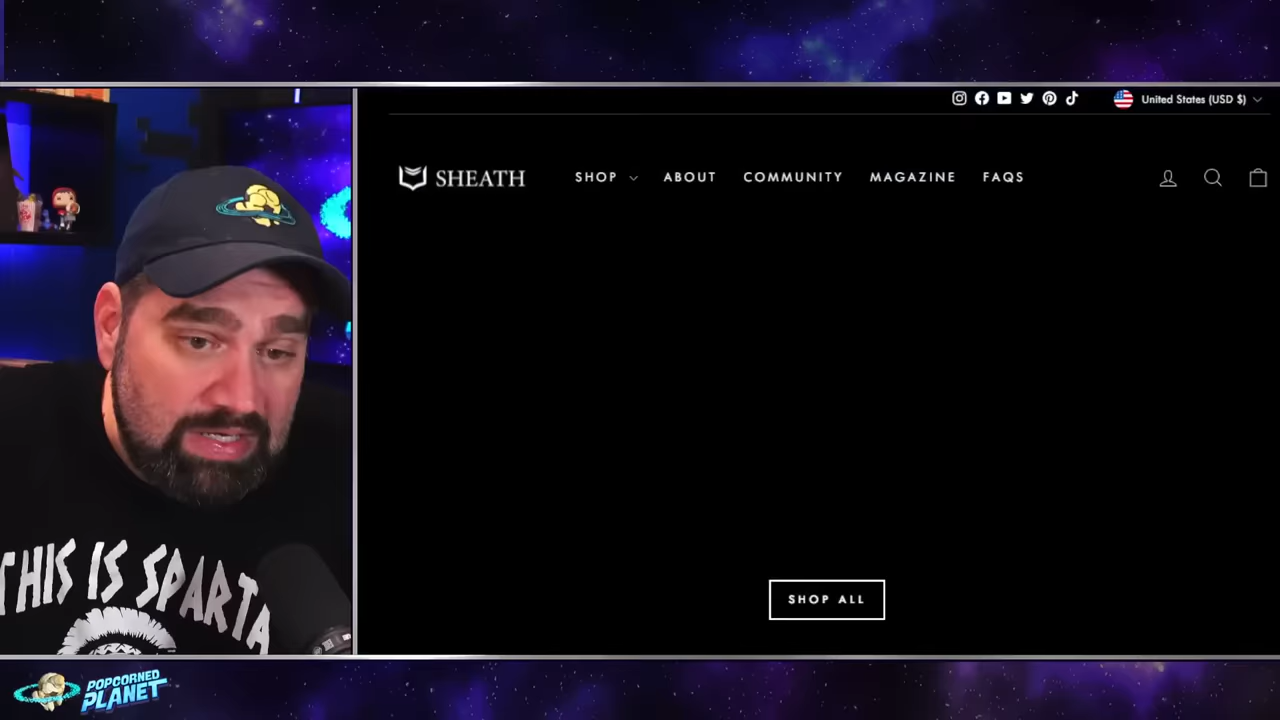 United States (USD $)
SHEATH
SHOP
ABOUT
COMMUNITY
MAGAZINE
FAQS
THIS IS SPARTA
SHOP ALL
POPCORNED
PLANET